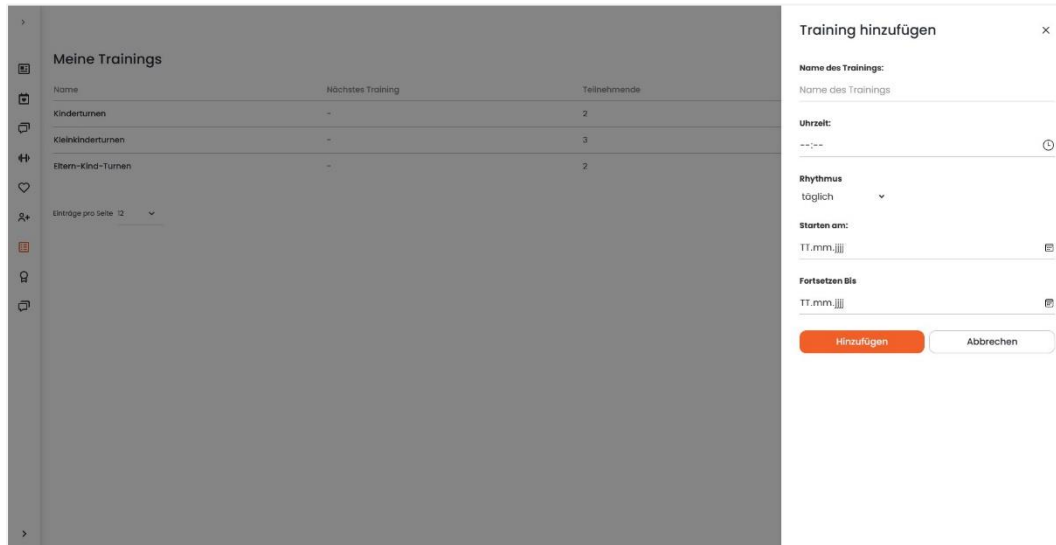 Meine Trainings
Name Nächstes Training Teilnehmende
Kinderturnen - 2
Kleinkinderturnen - 3
Eltern-Kind-Turnen - 2
Einträge pro Seite 12
Training hinzufügen
Name des Trainings:
Name des Trainings
Uhrzeit:
--:--
Rhythmus
täglich
Starten am:
TT.mm.jjjj
Fortsetzen Bis
TT.mm.jjjj
Hinzufügen Abbrechen